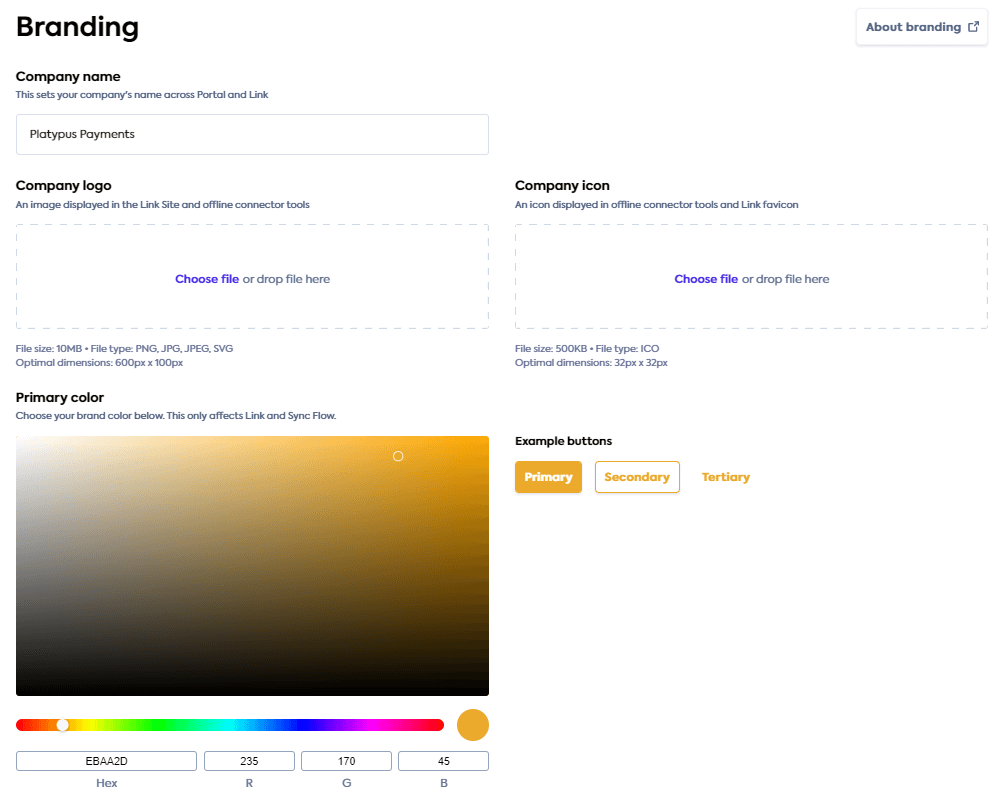 Branding
About branding
Company name
This sets your company's name across Portal and Link
Platypus Payments
Company logo
An image displayed in the Link Site and offline connector tools
Choose file or drop file here
File size: 10MB • File type: PNG, JPG, JPEG, SVG
Optimal dimensions: 600px x 100px
Company icon
An icon displayed in offline connector tools and Link favicon
Choose file or drop file here
File size: 500KB • File type: ICO
Optimal dimensions: 32px x 32px
Primary color
Choose your brand color below. This only affects Link and Sync Flow.
Example buttons
Primary Secondary Tertiary
EBAA2D 235 170 45
Hex R G B